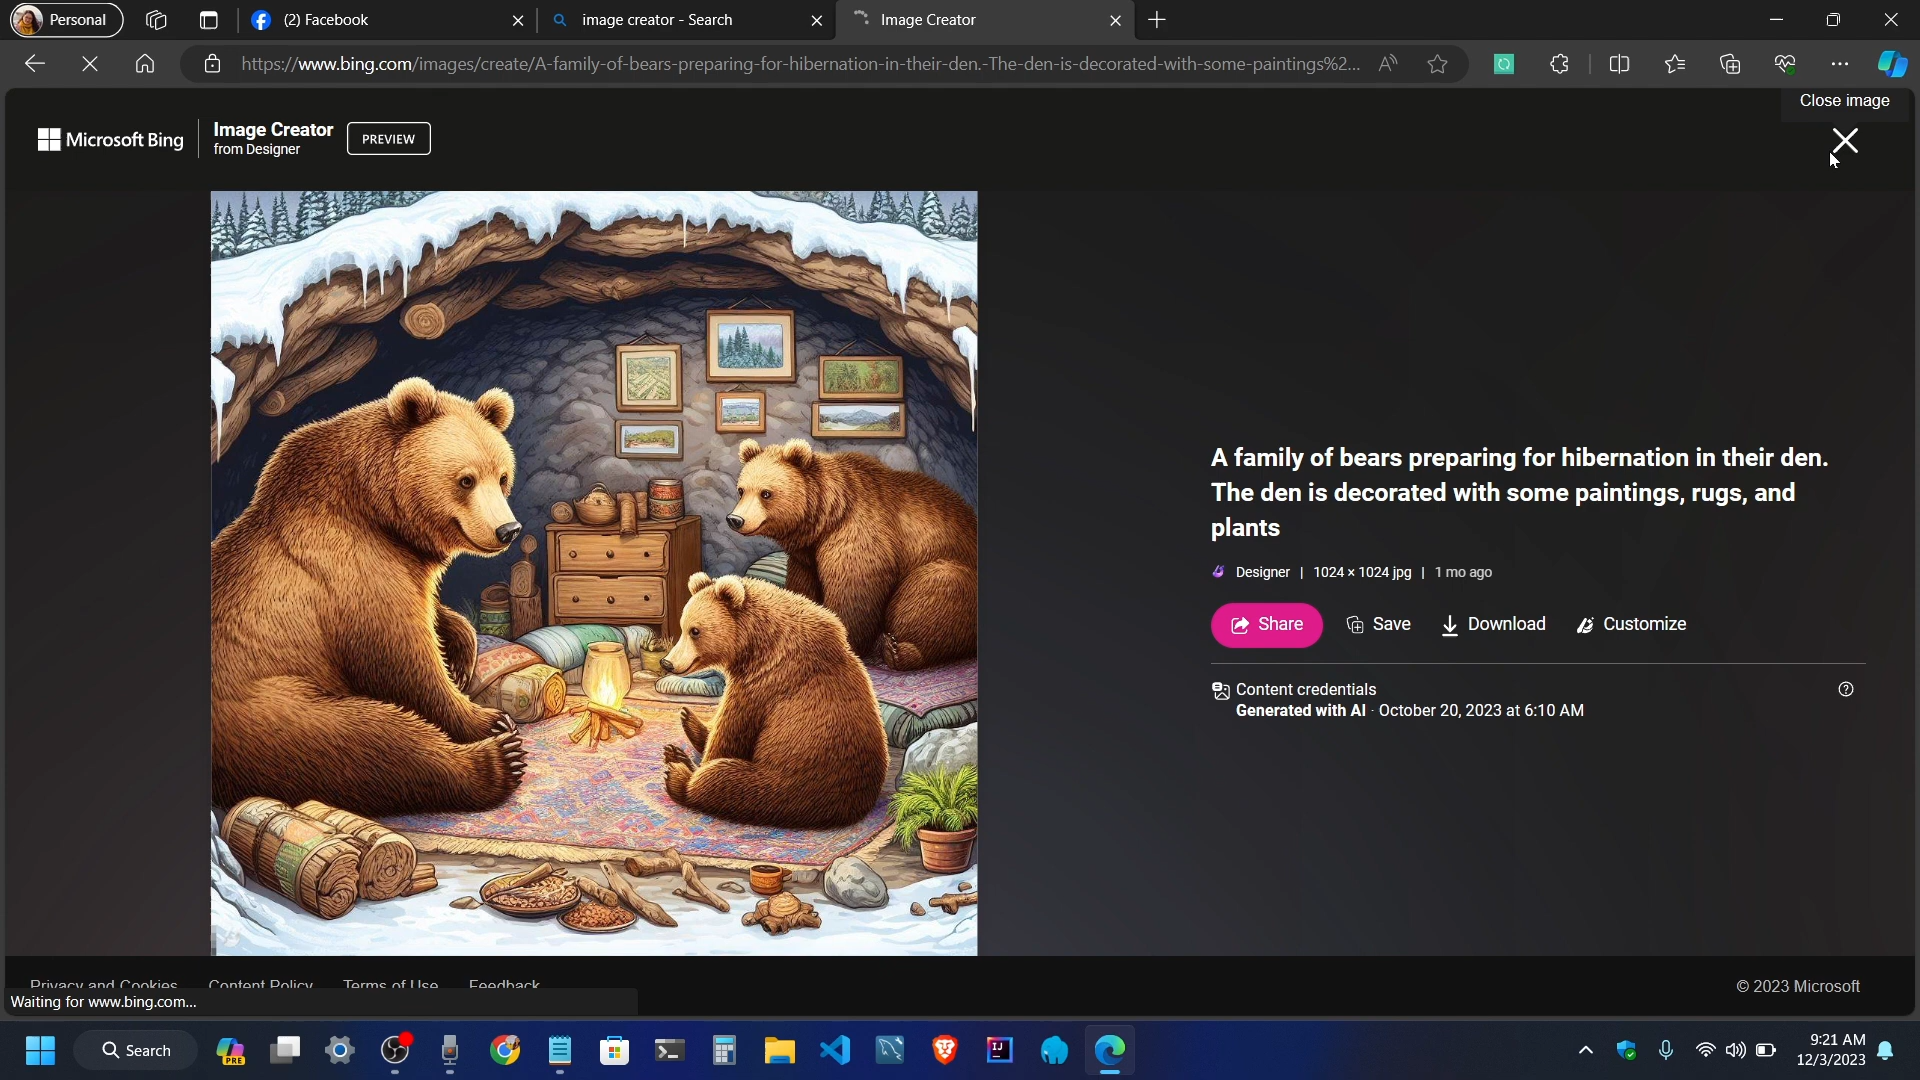 Personal
(2) Facebook
image creator - Search
Image Creator
https://www.bing.com/images/create/A-family-of-bears-preparing-for-hibernation-in-their-den.-The-den-is-decorated-with-some-paintings%2...
Close image
Microsoft Bing
Image Creator
from Designer
PREVIEW
A family of bears preparing for hibernation in their den.
The den is decorated with some paintings, rugs, and
plants
Designer | 1024 × 1024 jpg | 1 mo ago
Share
Save
Download
Customize
Content credentials
Generated with AI · October 20, 2023 at 6:10 AM
Privacy and Cookies
Content Policy
Terms of Use
Feedback
© 2023 Microsoft
Waiting for www.bing.com...
Search
PRE
IJ
9:21 AM
12/3/2023